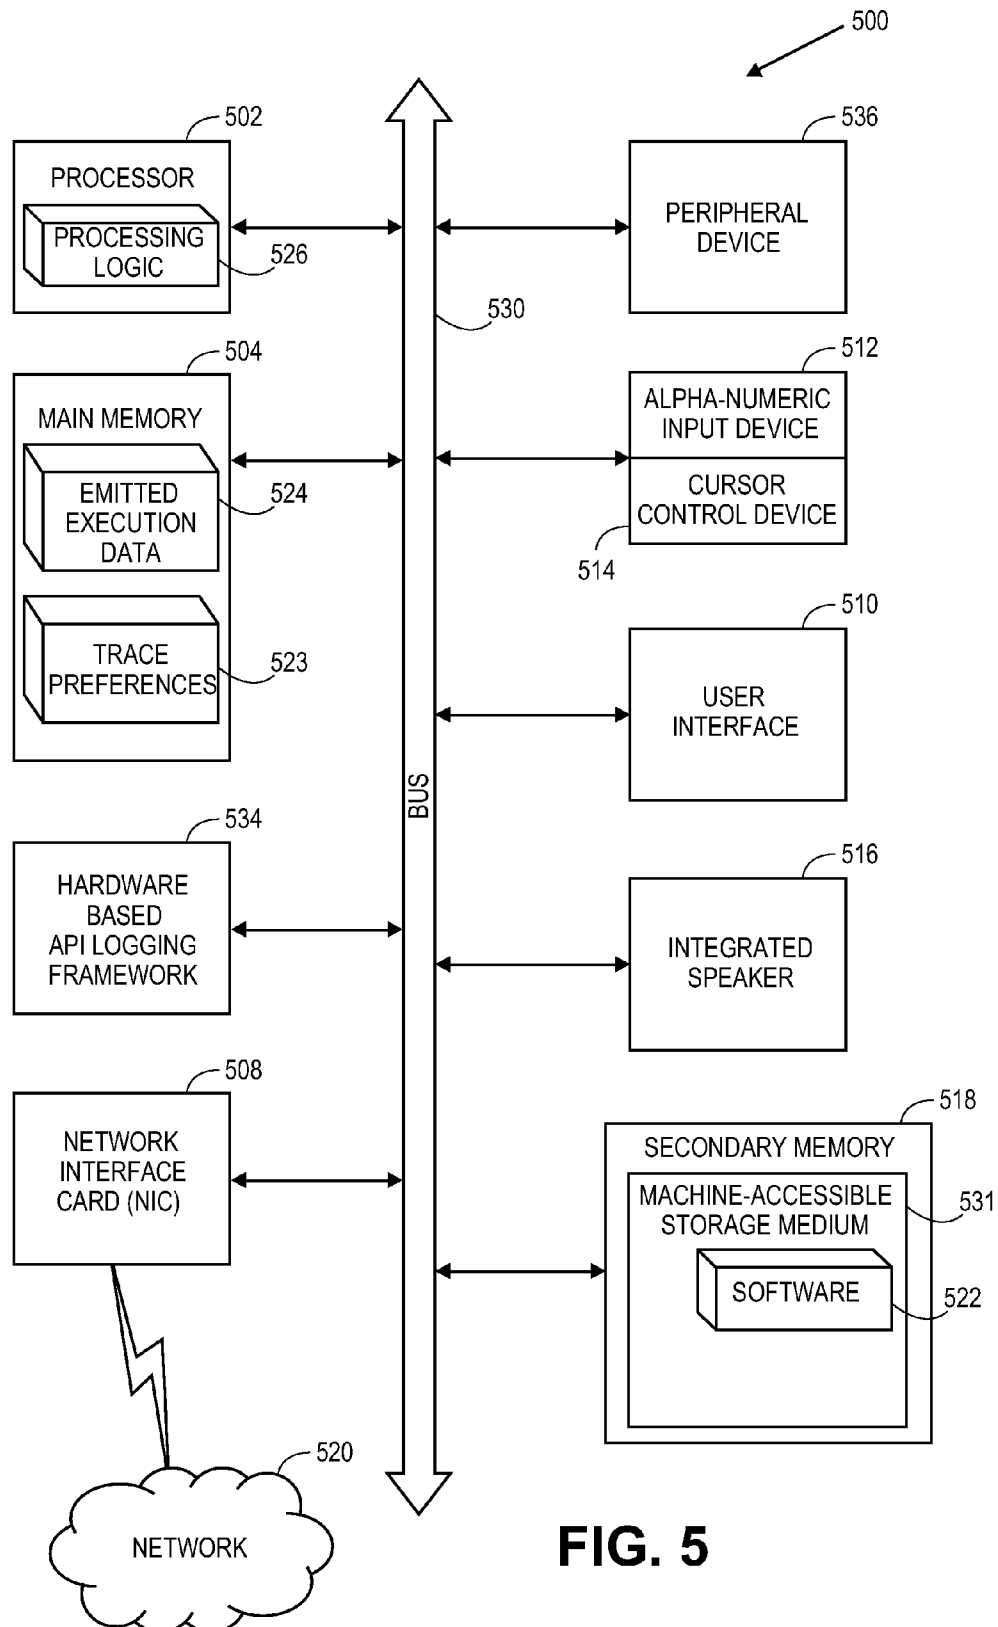 500
502
PROCESSOR
PROCESSING
LOGIC
526
504
MAIN MEMORY
EMITTED
EXECUTION
DATA
524
TRACE
PREFERENCES
523
534
HARDWARE
BASED
API LOGGING
FRAMEWORK
508
NETWORK
INTERFACE
CARD (NIC)
520
NETWORK
530
BUS
536
PERIPHERAL
DEVICE
512
ALPHA-NUMERIC
INPUT DEVICE
CURSOR
CONTROL DEVICE
514
510
USER
INTERFACE
516
INTEGRATED
SPEAKER
518
SECONDARY MEMORY
MACHINE-ACCESSIBLE
STORAGE MEDIUM
531
SOFTWARE
522
FIG. 5